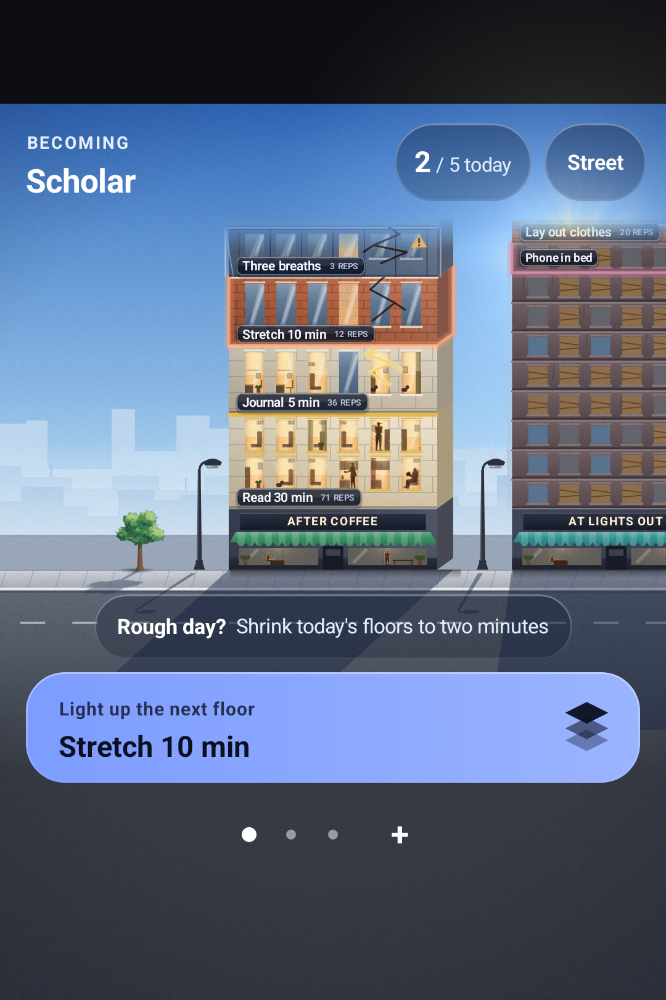 BECOMING
Scholar
2 / 5 today
Street
Three breaths 3 REPS
Stretch 10 min 12 REPS
Journal 5 min 36 REPS
Read 30 min 71 REPS
AFTER COFFEE
Lay out clothes 20 REPS
Phone in bed
AT LIGHTS OUT
Rough day? Shrink today's floors to two minutes
Light up the next floor
Stretch 10 min